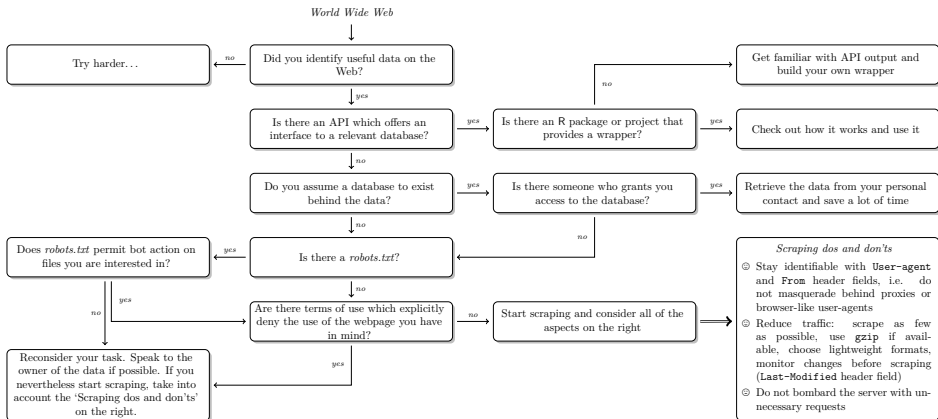 World Wide Web
Try harder...
no
Did you identify useful data on the
Web?
Get familiar with API output and
build your own wrapper
yes
no
Is there an API which offers an
interface to a relevant database?
yes
Is there an R package or project that
provides a wrapper?
yes
Check out how it works and use it
no
Do you assume a database to exist
behind the data?
yes
Is there someone who grants you
access to the database?
yes
Retrieve the data from your personal
contact and save a lot of time
no
no
Does robots.txt permit bot action on
files you are interested in?
yes
Is there a robots.txt?
no
yes
no
Are there terms of use which explicitly
deny the use of the webpage you have
in mind?
no
Start scraping and consider all of the
aspects on the right
yes
Reconsider your task. Speak to the
owner of the data if possible. If you
nevertheless start scraping, take into
account the 'Scraping dos and don'ts'
on the right.
Scraping dos and don'ts
Stay identifiable with User-agent
and From header fields, i.e. do
not masquerade behind proxies or
browser-like user-agents
Reduce traffic: scrape as few
as possible, use gzip if avai-
lable, choose lightweight formats,
monitor changes before scraping
(Last-Modified header field)
Do not bombard the server with un-
necessary requests